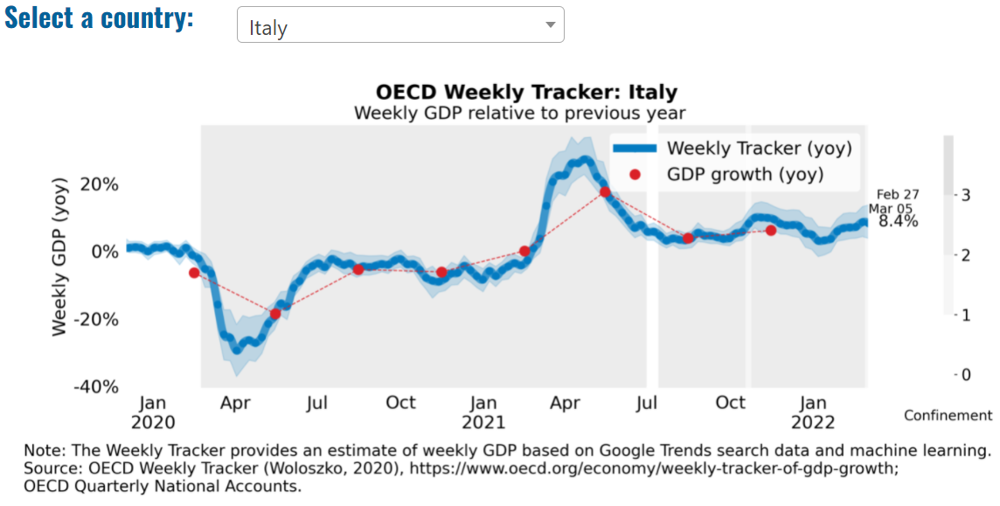 Select a country:
Italy
OECD Weekly Tracker: Italy
Weekly GDP relative to previous year
Weekly Tracker (yoy)
GDP growth (yoy)
Weekly GDP (yoy)
20%
0%
-20%
-40%
Jan
2020
Apr
Jul
Oct
Jan
2021
Apr
Jul
Oct
Jan
2022
Feb 27
Mar 05
8.4%
3
2
1
0
Confinement
Note: The Weekly Tracker provides an estimate of weekly GDP based on Google Trends search data and machine learning.
Source: OECD Weekly Tracker (Woloszko, 2020), https://www.oecd.org/economy/weekly-tracker-of-gdp-growth;
OECD Quarterly National Accounts.